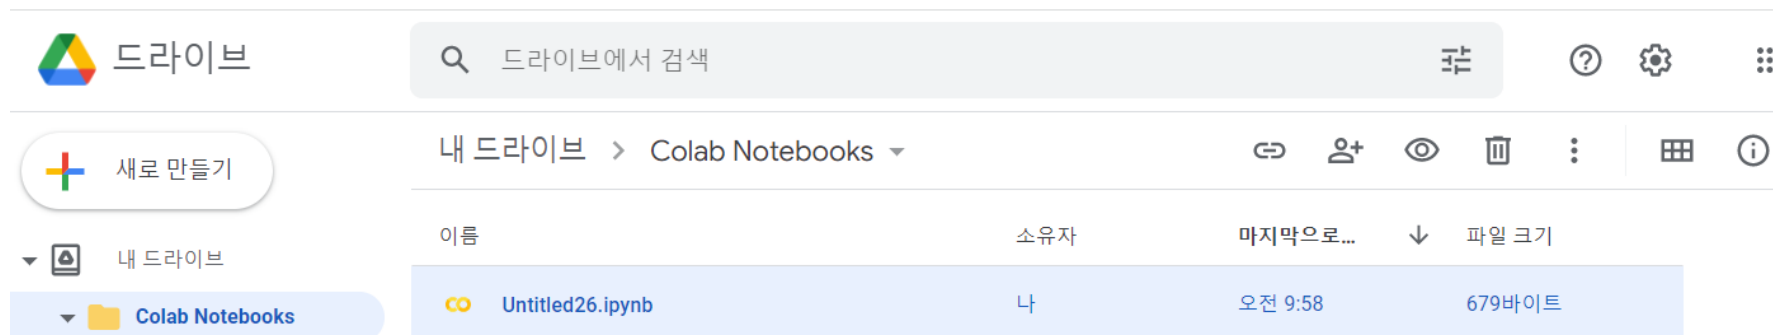 드라이브
드라이브에서 검색
새로 만들기
내 드라이브 > Colab Notebooks
이름 소유자 마지막으로... 파일 크기
내 드라이브
Colab Notebooks
Untitled26.ipynb 나 오전 9:58 679바이트